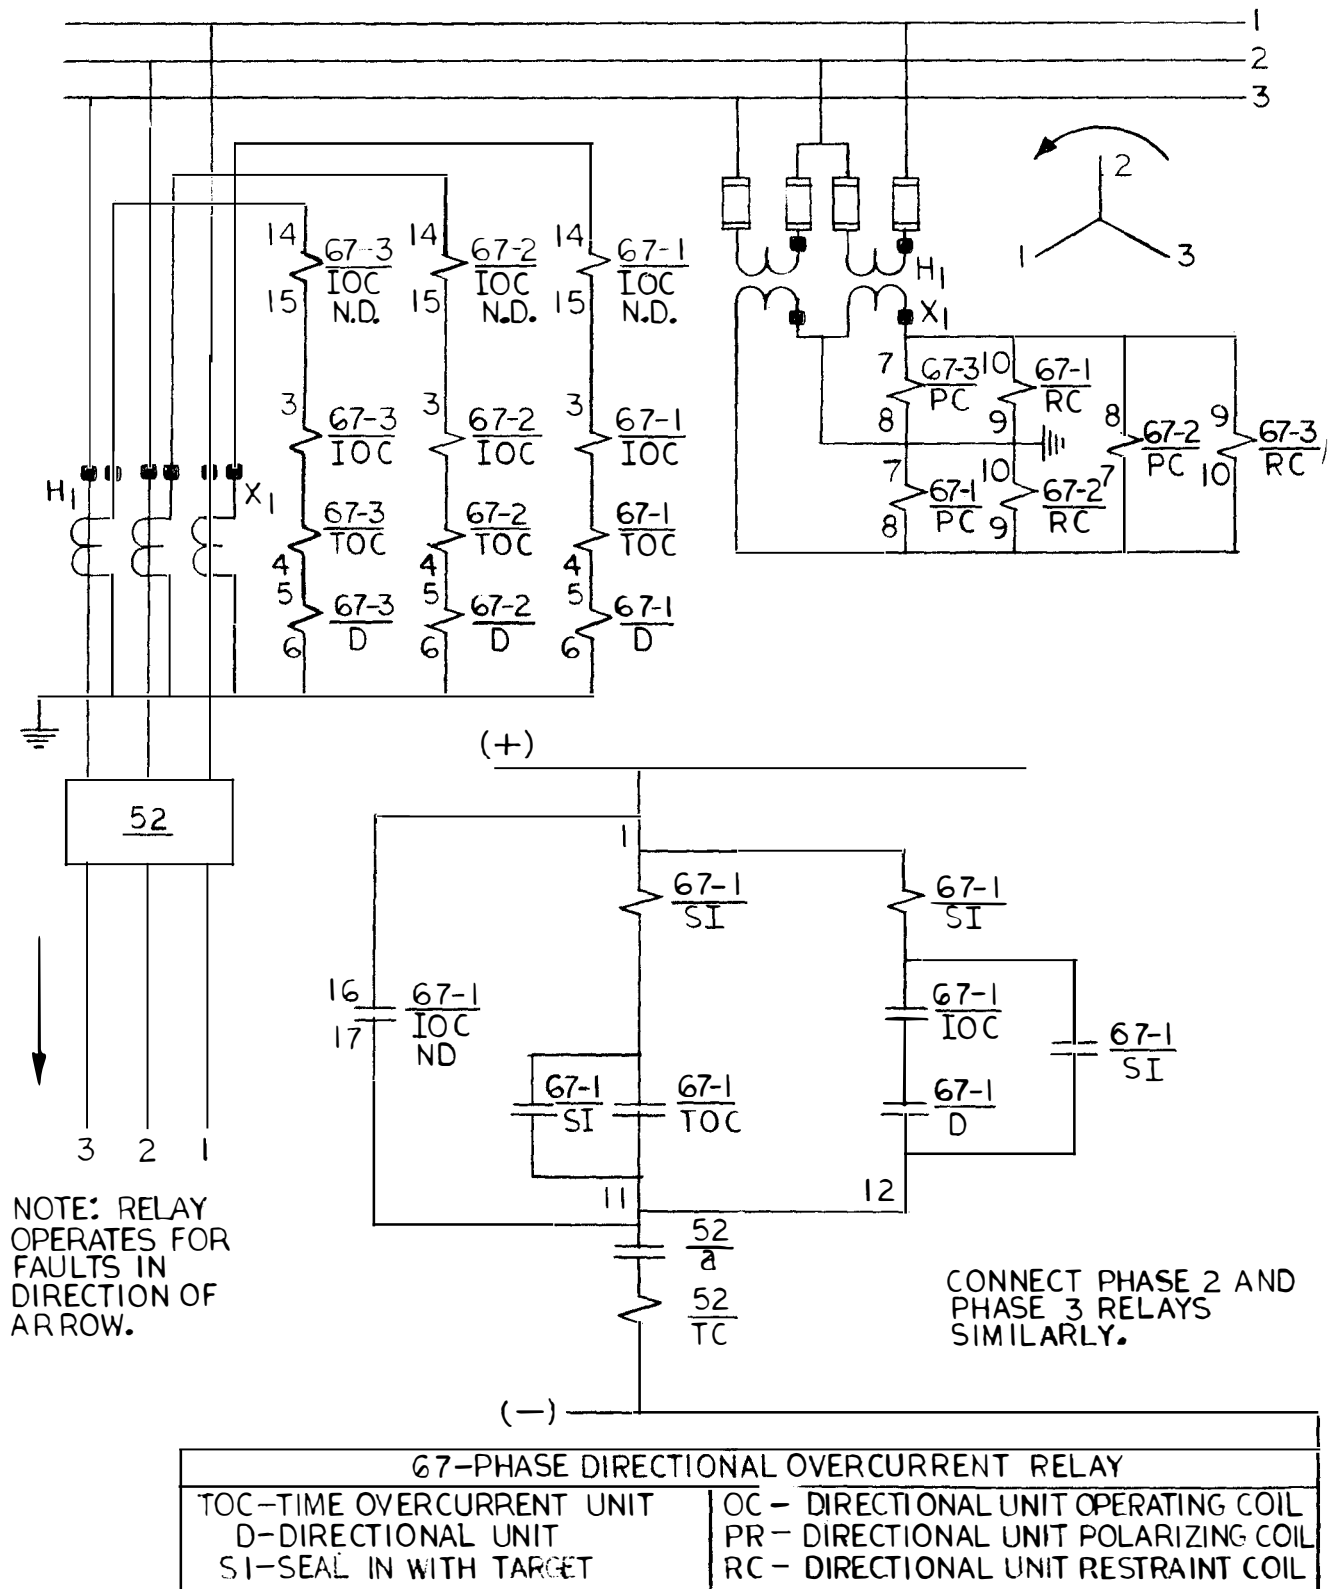 1
2
3
2
1
3
14
67-3
IOC
N.D.
15
14
67-2
IOC
N.D.
15
14
67-1
IOC
N.D.
15
H1
X1
7
67-3
PC
8
10
67-1
RC
9
8
67-2
PC
7
9
67-3
RC
10
7
67-1
PC
8
10
67-2
RC
9
3
67-3
IOC
3
67-2
IOC
3
67-1
IOC
H1
X1
67-3
TOC
4
67-2
TOC
4
67-1
TOC
4
5
67-3
D
6
5
67-2
D
6
5
67-1
D
6
(+)
52
1
67-1
SI
67-1
SI
16
67-1
IOC
ND
17
67-1
IOC
67-1
SI
67-1
SI
67-1
TOC
67-1
D
3 2 1
11
12
NOTE: RELAY
OPERATES FOR
FAULTS IN
DIRECTION OF
ARROW.
52
a
52
TC
CONNECT PHASE 2 AND
PHASE 3 RELAYS
SIMILARLY.
(—)
67-PHASE DIRECTIONAL OVERCURRENT RELAY
TOC-TIME OVERCURRENT UNIT
D-DIRECTIONAL UNIT
SI-SEAL IN WITH TARGET
OC - DIRECTIONAL UNIT OPERATING COIL
PR - DIRECTIONAL UNIT POLARIZING COIL
RC - DIRECTIONAL UNIT RESTRAINT COIL